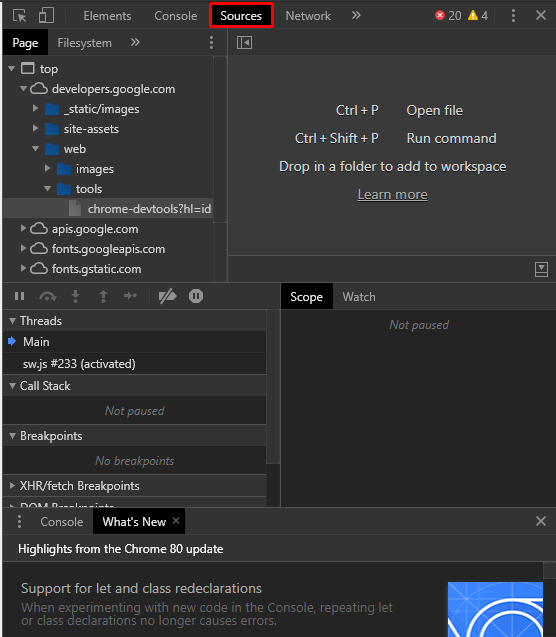 Elements Console Sources Network » 20 4
Page Filesystem »
top
developers.google.com
_static/images
site-assets
web
images
tools
chrome-devtools?hl=id
apis.google.com
fonts.googleapis.com
fonts.gstatic.com
Ctrl + P Open file
Ctrl + Shift + P Run command
Drop in a folder to add to workspace
Learn more
Threads
Main
sw.js #233 (activated)
Call Stack
Not paused
Breakpoints
No breakpoints
XHR/fetch Breakpoints
DOM Breakpoints
Scope Watch
Not paused
Console What's New ×
Highlights from the Chrome 80 update
Support for let and class redeclarations
When experimenting with new code in the Console, repeating let
or class declarations no longer causes errors.